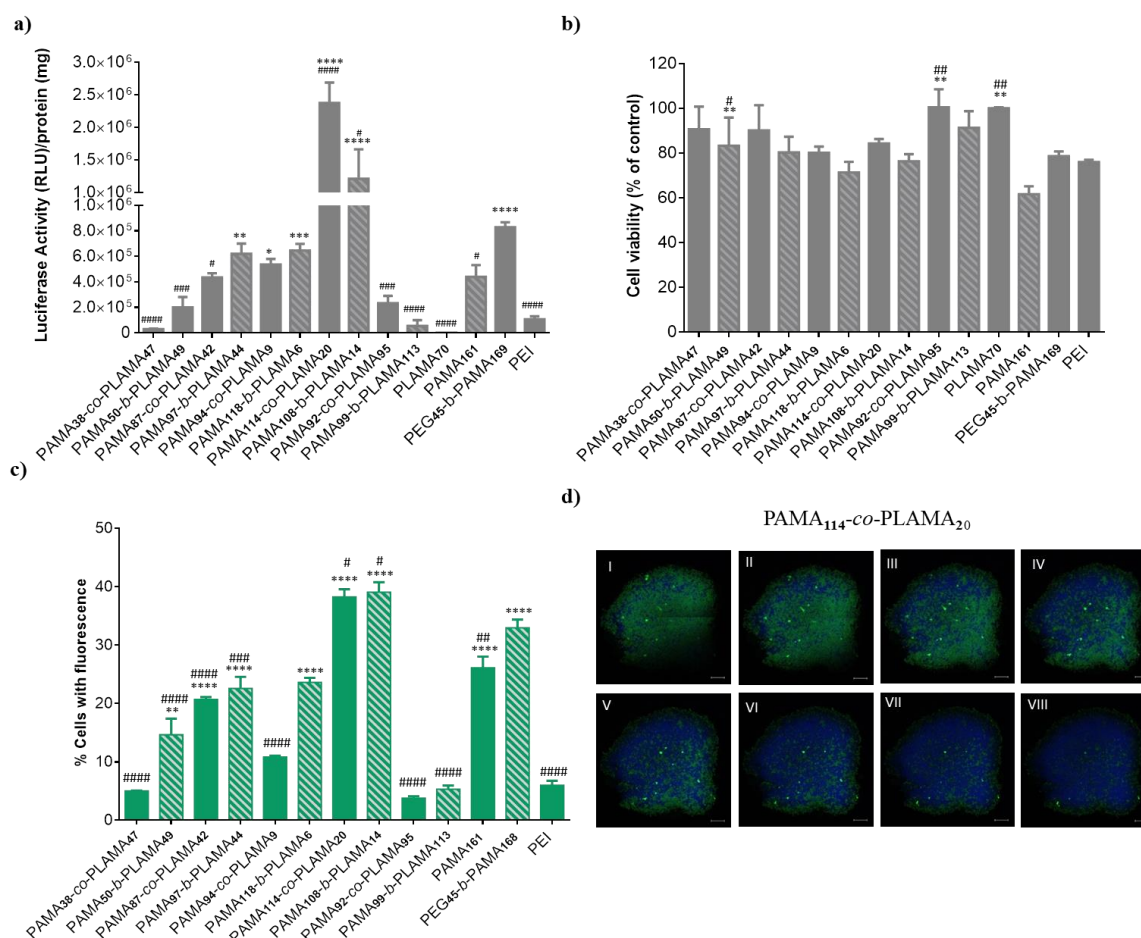 a)
Luciferase Activity (RLU)/protein (mg)
3.0×10⁶
2.5×10⁶
2.0×10⁶
1.5×10⁶
1.0×10⁶
1.0×10⁶
8.0×10⁵
6.0×10⁵
4.0×10⁵
2.0×10⁵
0
####
###
#
**
*
***
****
####
#
****
###
####
####
#
****
####
PAMA38-co-PLAMA47
PAMA50-b-PLAMA49
PAMA87-co-PLAMA42
PAMA97-b-PLAMA44
PAMA94-co-PLAMA9
PAMA118-b-PLAMA6
PAMA114-co-PLAMA20
PAMA108-b-PLAMA14
PAMA92-co-PLAMA95
PAMA99-b-PLAMA113
PLAMA70
PAMA161
PEG45-b-PAMA169
PEI
b)
Cell viability (% of control)
120
100
80
60
40
20
0
#
**
##
**
##
**
PAMA38-co-PLAMA47
PAMA50-b-PLAMA49
PAMA87-co-PLAMA42
PAMA97-b-PLAMA44
PAMA94-co-PLAMA9
PAMA118-b-PLAMA6
PAMA114-co-PLAMA20
PAMA108-b-PLAMA14
PAMA92-co-PLAMA95
PAMA99-b-PLAMA113
PLAMA70
PAMA161
PEG45-b-PAMA169
PEI
c)
% Cells with fluorescence
50
40
30
20
10
0
####
####
**
####
****
###
****
####
****
#
****
#
****
####
####
##
****
****
####
PAMA38-co-PLAMA47
PAMA50-b-PLAMA49
PAMA87-co-PLAMA42
PAMA97-b-PLAMA44
PAMA94-co-PLAMA9
PAMA118-b-PLAMA6
PAMA114-co-PLAMA20
PAMA108-b-PLAMA14
PAMA92-co-PLAMA95
PAMA99-b-PLAMA113
PAMA161
PEG45-b-PAMA168
PEI
d)
PAMA₁₁₄-co-PLAMA₂₀
I
II
III
IV
V
VI
VII
VIII